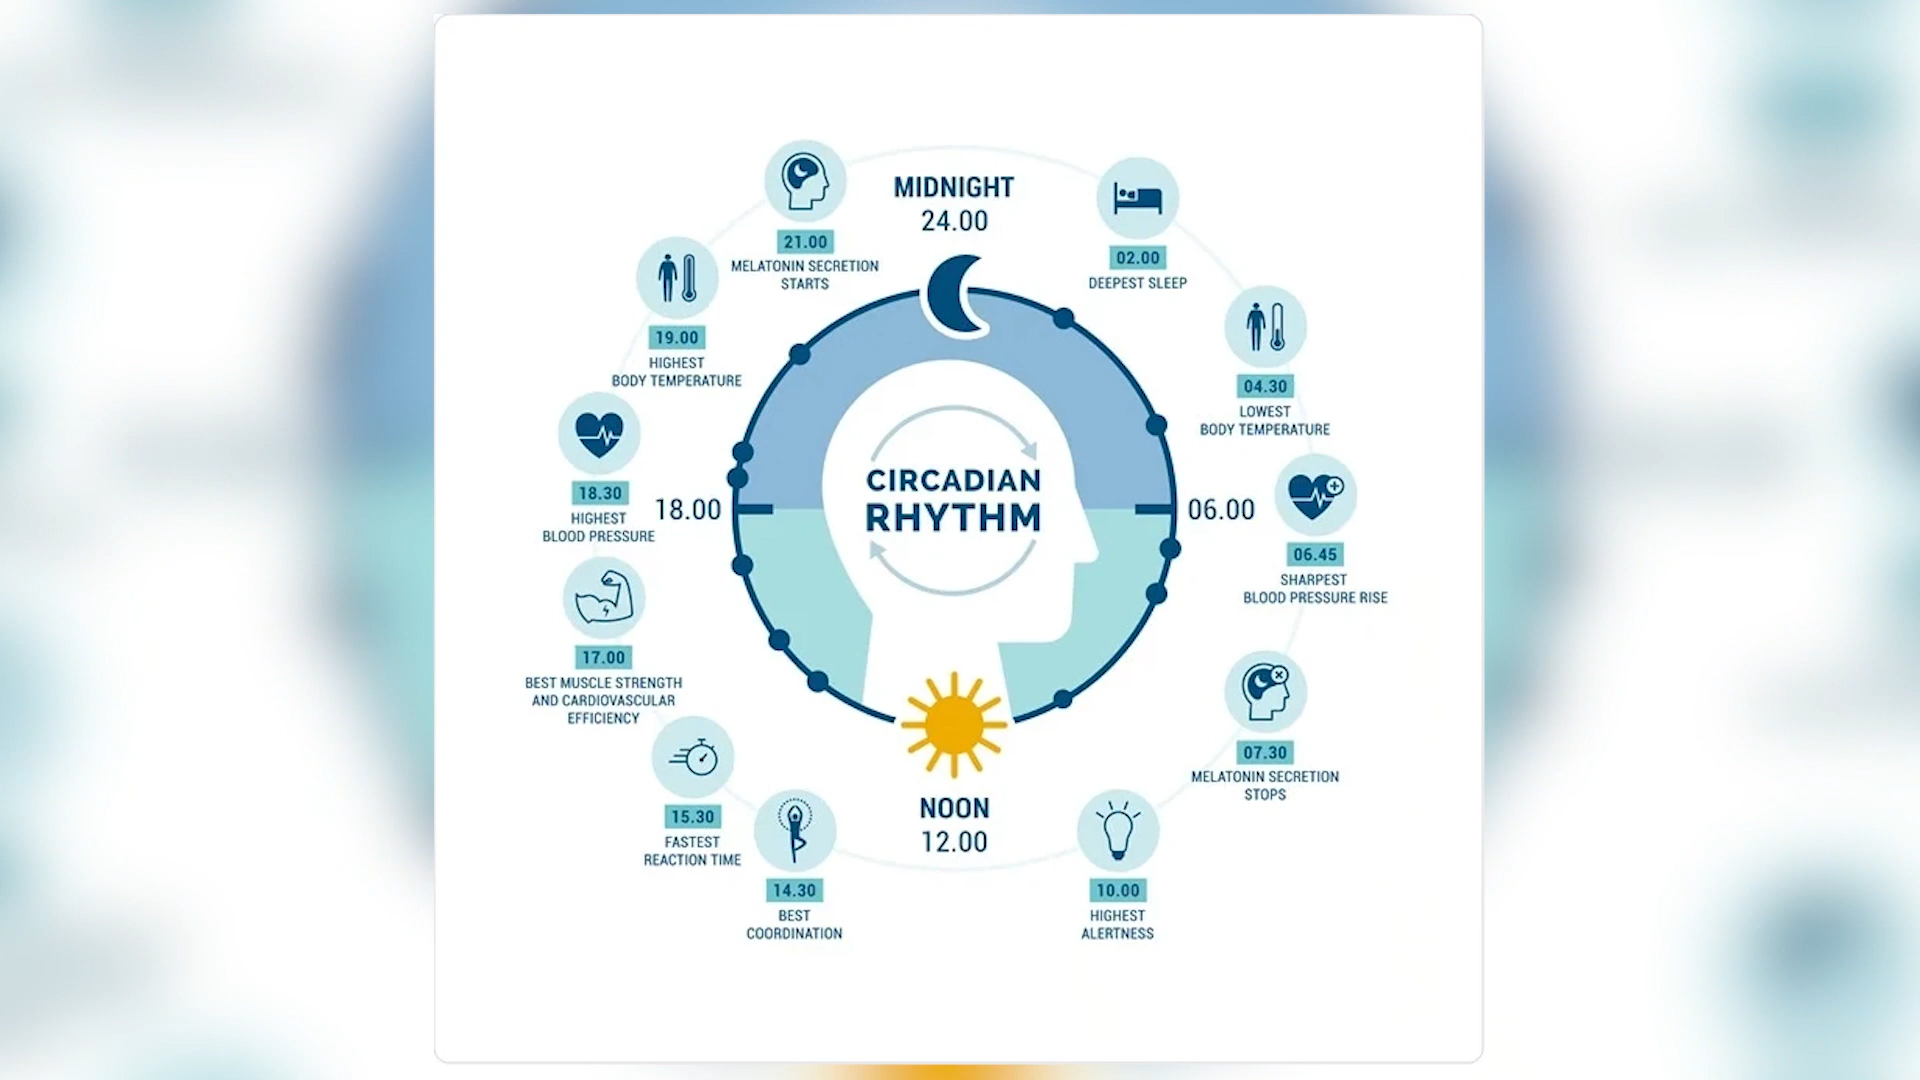 MIDNIGHT
24.00
02.00
DEEPEST SLEEP
04.30
LOWEST
BODY TEMPERATURE
06.00
06.45
SHARPEST
BLOOD PRESSURE RISE
07.30
MELATONIN SECRETION
STOPS
10.00
HIGHEST
ALERTNESS
NOON
12.00
14.30
BEST
COORDINATION
15.30
FASTEST
REACTION TIME
17.00
BEST MUSCLE STRENGTH
AND CARDIOVASCULAR
EFFICIENCY
18.00
18.30
HIGHEST
BLOOD PRESSURE
19.00
HIGHEST
BODY TEMPERATURE
21.00
MELATONIN SECRETION
STARTS
CIRCADIAN
RHYTHM